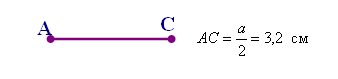 A C AC = a/2 = 3,2 см